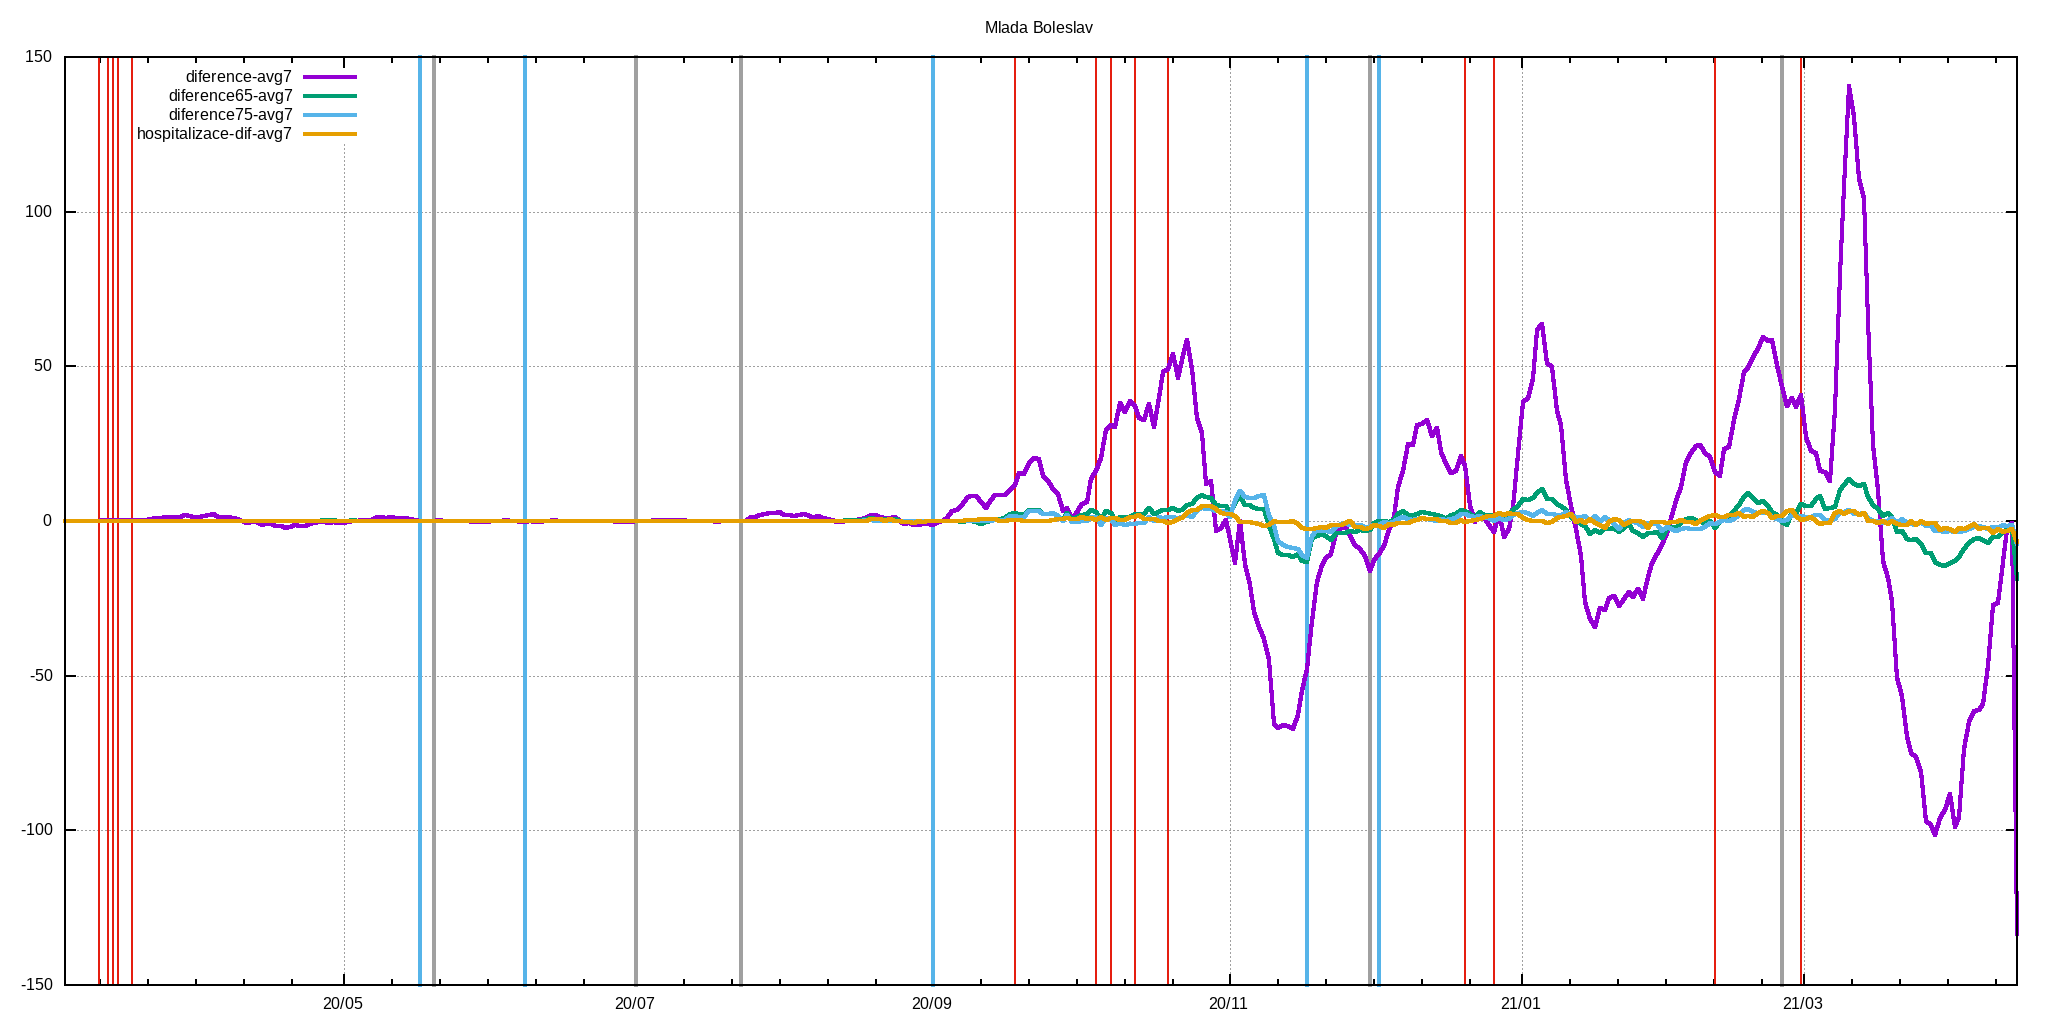 Mlada Boleslav
150
100
50
0
-50
-100
-150
diference-avg7
diference65-avg7
diference75-avg7
hospitalizace-dif-avg7
20/05 20/07 20/09 20/11 21/01 21/03